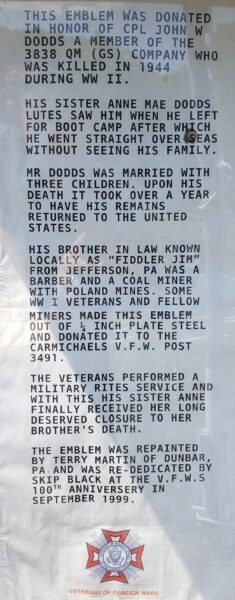 THIS EMBLEM WAS DONATED
IN HONOR OF CPL JOHN W
DODDS A MEMBER OF THE
3838 QM (GS) COMPANY WHO
WAS KILLED IN 1944
DURING WW II.
HIS SISTER ANNE MAE DODDS
LUTES SAW HIM WHEN HE LEFT
FOR BOOT CAMP AFTER WHICH
HE WENT STRAIGHT OVER SEAS
WITHOUT SEEING HIS FAMILY.
MR DODDS WAS MARRIED WITH
THREE CHILDREN. UPON HIS
DEATH IT TOOK OVER A YEAR
TO HAVE HIS REMAINS
RETURNED TO THE UNITED
STATES.
HIS BROTHER IN LAW KNOWN
LOCALLY AS "FIDDLER JIM"
FROM JEFFERSON, PA WAS A
BARBER AND A COAL MINER
WITH POLAND MINES. SOME
WW I VETERANS AND FELLOW
MINERS MADE THIS EMBLEM
OUT OF ½ INCH PLATE STEEL
AND DONATED IT TO THE
CARMICHAELS V.F.W. POST
3491.
THE VETERANS PERFORMED A
MILITARY RITES SERVICE AND
WITH THIS HIS SISTER ANNE
FINALLY RECEIVED HER LONG
DESERVED CLOSURE TO HER
BROTHER'S DEATH.
THE EMBLEM WAS REPAINTED
BY TERRY MARTIN OF DUNBAR,
PA AND WAS RE-DEDICATED BY
SKIP BLACK AT THE V.F.W.S
100TH ANNIVERSERY IN
SEPTEMBER 1999.
VETERANS OF FOREIGN WARS